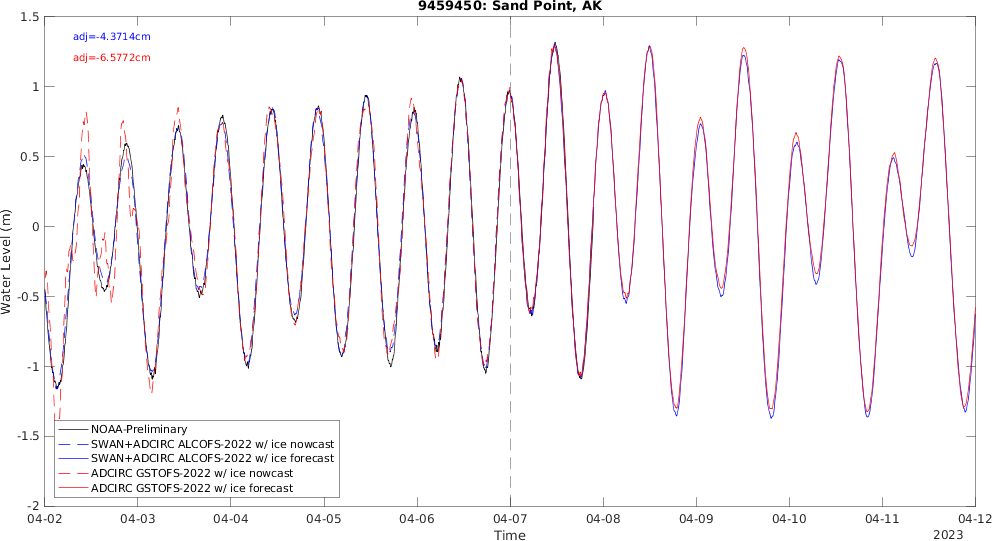 9459450: Sand Point, AK
1.5
adj=-4.3714cm
adj=-6.5772cm
1
0.5
0
-0.5
-1
-1.5
-2
Water Level (m)
NOAA-Preliminary
SWAN+ADCIRC ALCOFS-2022 w/ ice nowcast
SWAN+ADCIRC ALCOFS-2022 w/ ice forecast
ADCIRC GSTOFS-2022 w/ ice nowcast
ADCIRC GSTOFS-2022 w/ ice forecast
04-02 04-03 04-04 04-05 04-06 04-07 04-08 04-09 04-10 04-11 04-12
Time
2023